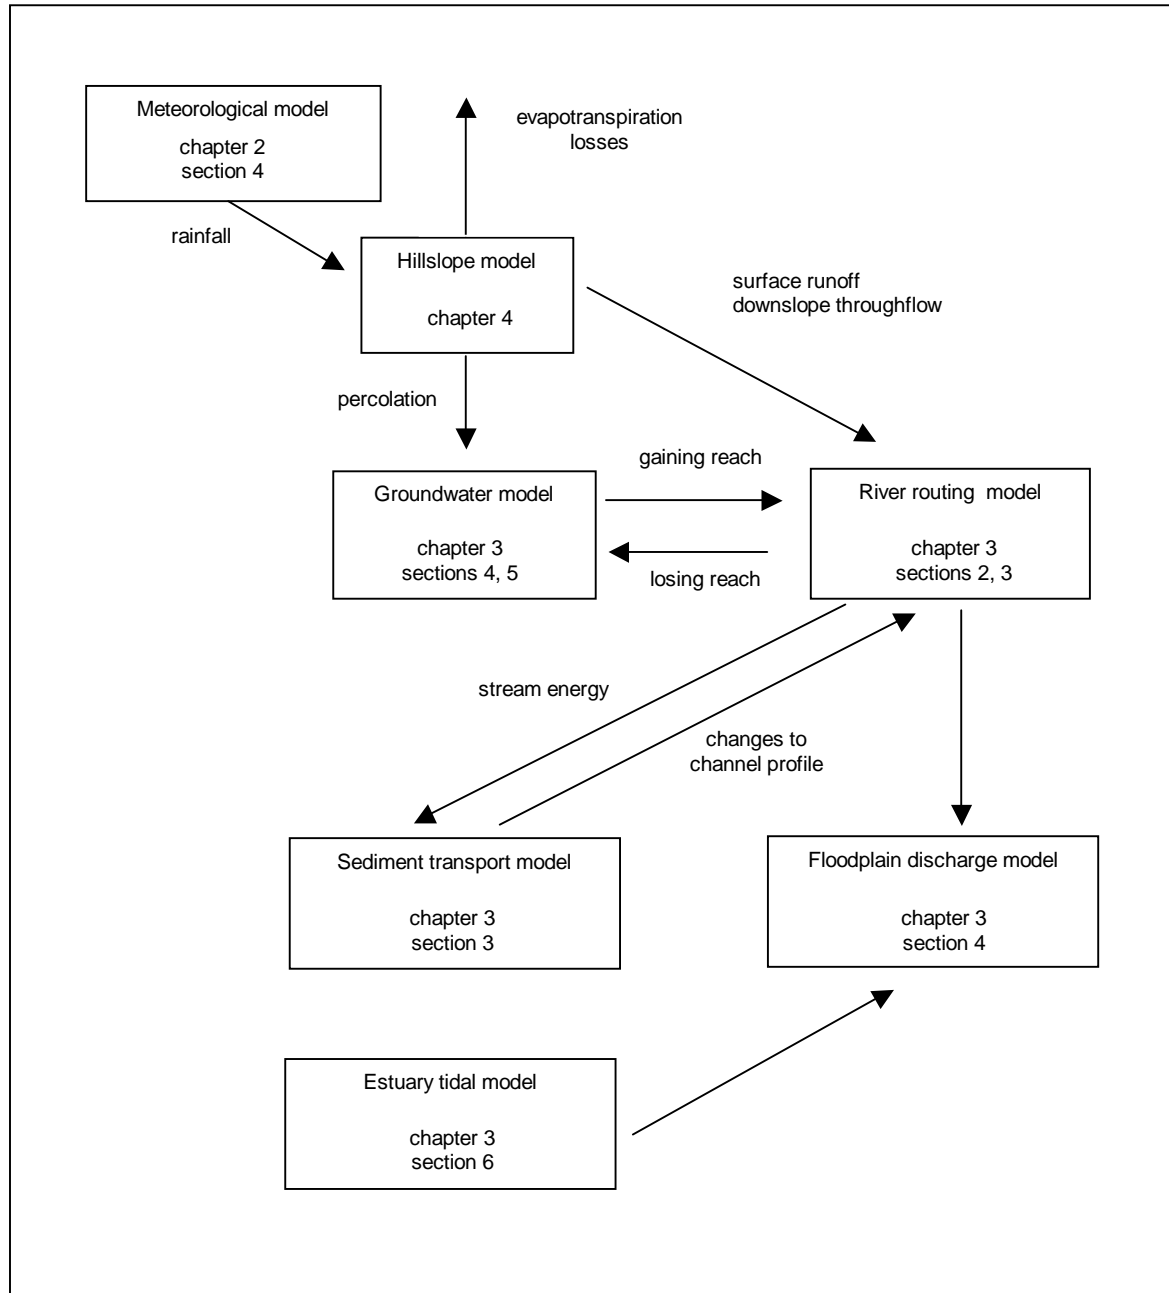 Meteorological model
chapter 2
section 4
evapotranspiration
losses
rainfall
Hillslope model
chapter 4
surface runoff
downslope throughflow
percolation
gaining reach
Groundwater model
chapter 3
sections 4, 5
River routing model
chapter 3
sections 2, 3
losing reach
stream energy
changes to
channel profile
Sediment transport model
chapter 3
section 3
Floodplain discharge model
chapter 3
section 4
Estuary tidal model
chapter 3
section 6